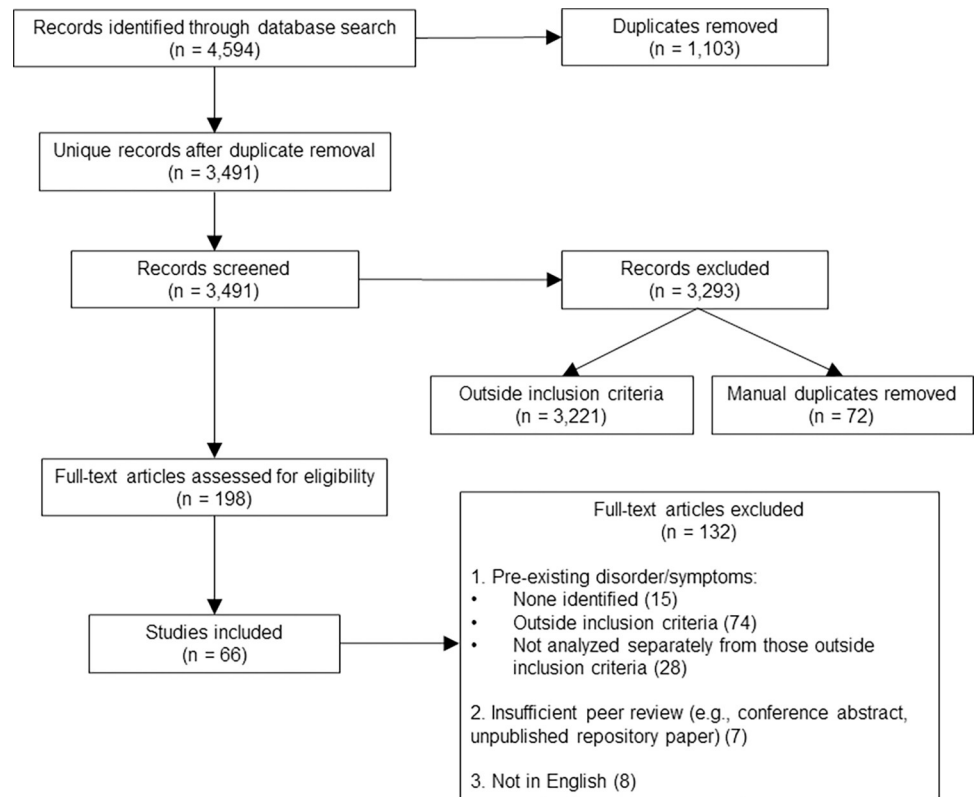 Records identified through database search
(n = 4,594)
Duplicates removed
(n = 1,103)
Unique records after duplicate removal
(n = 3,491)
Records screened
(n = 3,491)
Records excluded
(n = 3,293)
Outside inclusion criteria
(n = 3,221)
Manual duplicates removed
(n = 72)
Full-text articles assessed for eligibility
(n = 198)
Studies included
(n = 66)
Full-text articles excluded
(n = 132)
1. Pre-existing disorder/symptoms:
• None identified (15)
• Outside inclusion criteria (74)
• Not analyzed separately from those outside
inclusion criteria (28)
2. Insufficient peer review (e.g., conference abstract,
unpublished repository paper) (7)
3. Not in English (8)